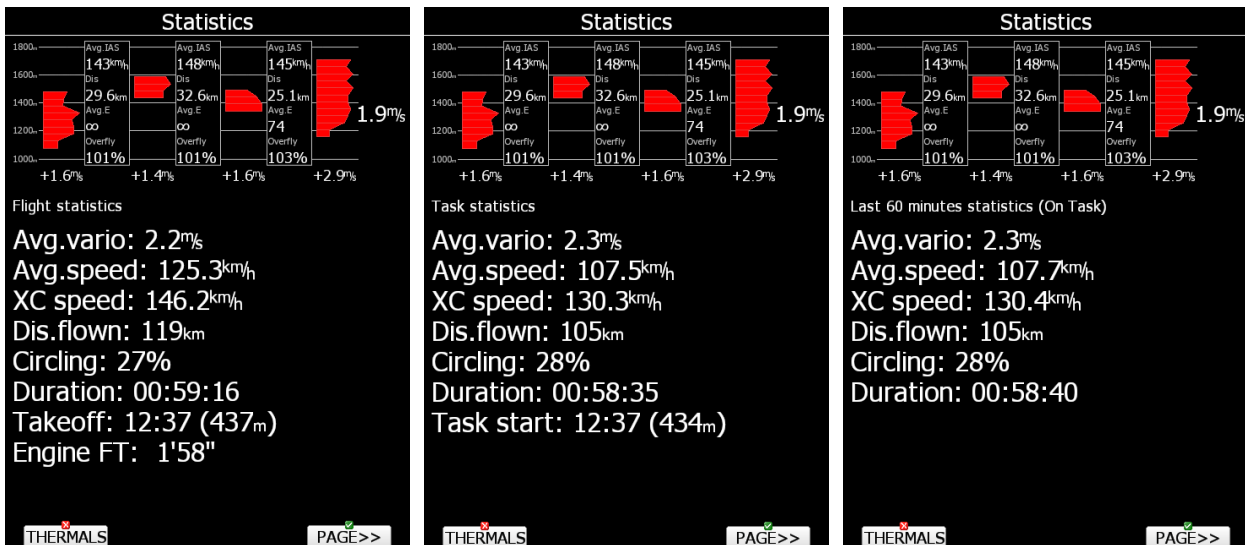 Statistics
1800m
1600m
1400m
1200m
1000m
Avg.IAS
143km/h
Dis
29.6km
Avg.E
∞
Overfly
101%
Avg.IAS
148km/h
Dis
32.6km
Avg.E
∞
Overfly
101%
Avg.IAS
145km/h
Dis
25.1km
Avg.E
74
Overfly
103%
1.9m/s
+1.6m/s +1.4m/s +1.6m/s +2.9m/s
Flight statistics
Avg.vario: 2.2m/s
Avg.speed: 125.3km/h
XC speed: 146.2km/h
Dis.flown: 119km
Circling: 27%
Duration: 00:59:16
Takeoff: 12:37 (437m)
Engine FT: 1'58"
THERMALS PAGE>>
Statistics
1800m
1600m
1400m
1200m
1000m
Avg.IAS
143km/h
Dis
29.6km
Avg.E
∞
Overfly
101%
Avg.IAS
148km/h
Dis
32.6km
Avg.E
∞
Overfly
101%
Avg.IAS
145km/h
Dis
25.1km
Avg.E
74
Overfly
103%
1.9m/s
+1.6m/s +1.4m/s +1.6m/s +2.9m/s
Task statistics
Avg.vario: 2.3m/s
Avg.speed: 107.5km/h
XC speed: 130.3km/h
Dis.flown: 105km
Circling: 28%
Duration: 00:58:35
Task start: 12:37 (434m)
THERMALS PAGE>>
Statistics
1800m
1600m
1400m
1200m
1000m
Avg.IAS
143km/h
Dis
29.6km
Avg.E
∞
Overfly
101%
Avg.IAS
148km/h
Dis
32.6km
Avg.E
∞
Overfly
101%
Avg.IAS
145km/h
Dis
25.1km
Avg.E
74
Overfly
103%
1.9m/s
+1.6m/s +1.4m/s +1.6m/s +2.9m/s
Last 60 minutes statistics (On Task)
Avg.vario: 2.3m/s
Avg.speed: 107.7km/h
XC speed: 130.4km/h
Dis.flown: 105km
Circling: 28%
Duration: 00:58:40
THERMALS PAGE>>